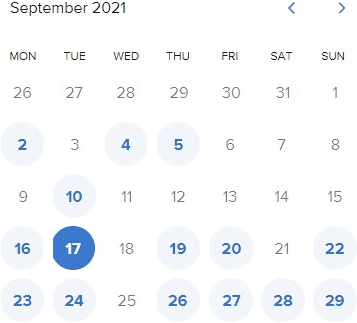 September 2021
MON TUE WED THU FRI SAT SUN
26 27 28 29 30 31 1
2 3 4 5 6 7 8
9 10 11 12 13 14 15
16 17 18 19 20 21 22
23 24 25 26 27 28 29